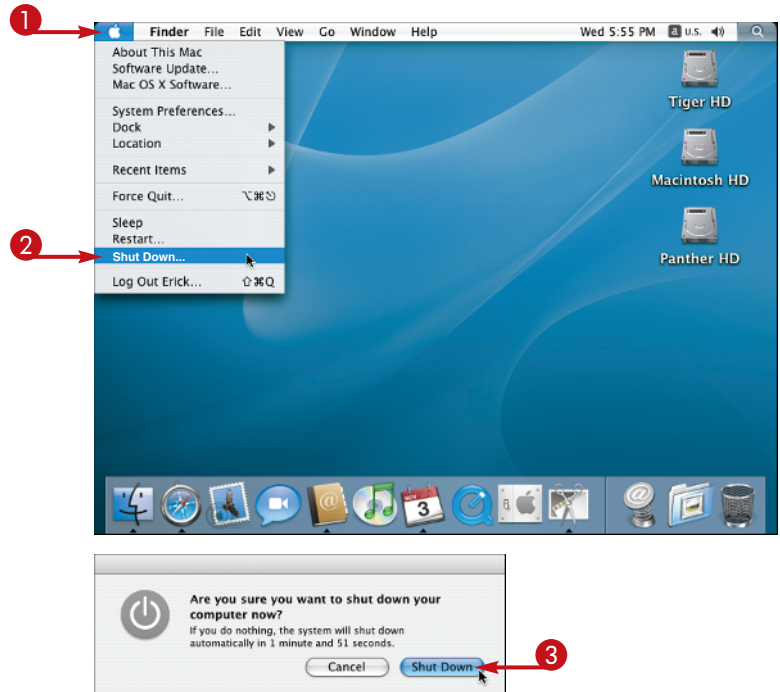 1
Finder File Edit View Go Window Help Wed 5:55 PM a U.S.
About This Mac
Software Update...
Mac OS X Software...
System Preferences...
Dock
Location
Recent Items
Force Quit... ⌥⌘⎋
Sleep
Restart...
2
Shut Down...
Log Out Erick... ⇧⌘Q
Tiger HD
Macintosh HD
Panther HD
@
NOV
3
@
Are you sure you want to shut down your
computer now?
If you do nothing, the system will shut down
automatically in 1 minute and 51 seconds.
Cancel Shut Down
3